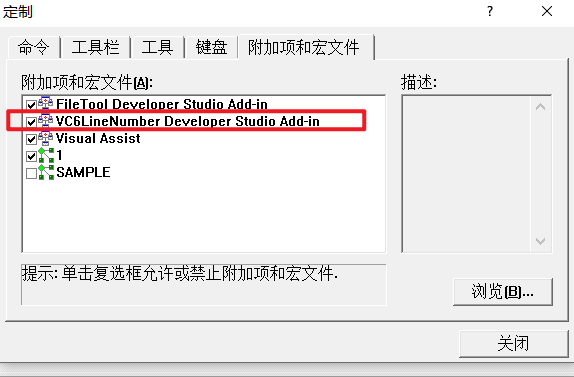 定制
命令 工具栏 工具 键盘 附加项和宏文件
附加项和宏文件(A):
描述:
FileTool Developer Studio Add-in
VC6LineNumber Developer Studio Add-in
Visual Assist
1
SAMPLE
提示: 单击复选框允许或禁止附加项和宏文件.
浏览(B)...
关闭